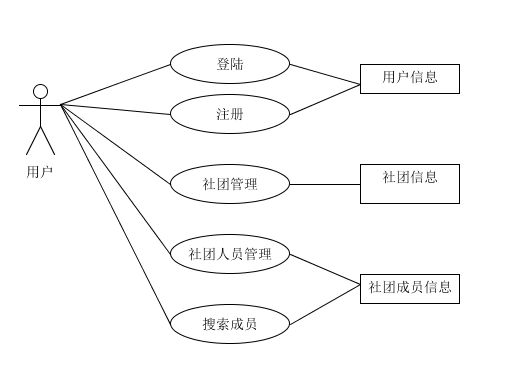 登陆
用户信息
注册
用户
社团管理
社团信息
社团人员管理
社团成员信息
搜索成员